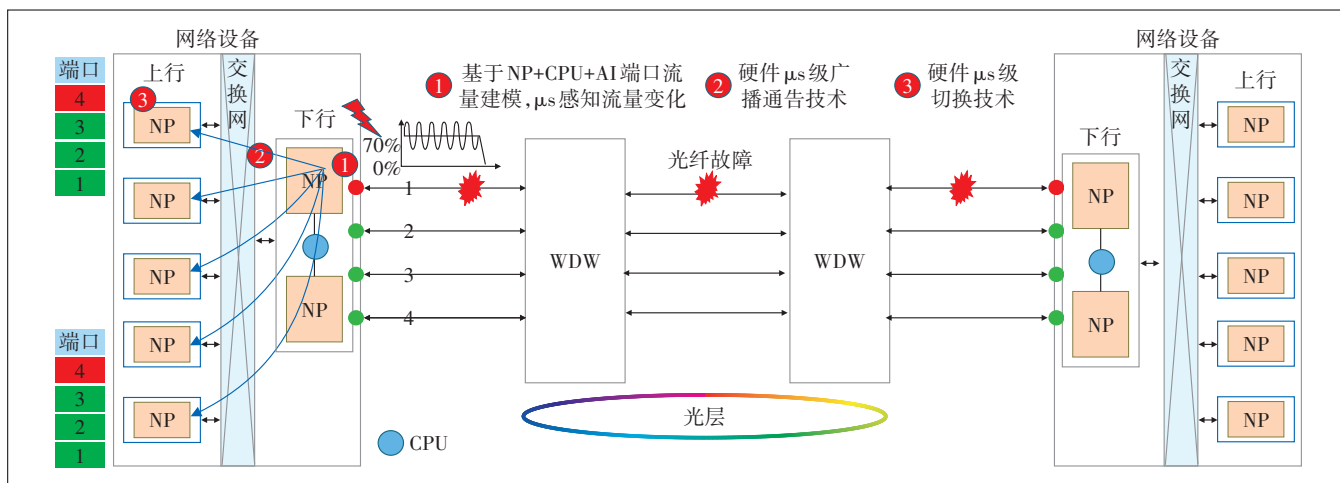 网络设备
端口
4
3
2
1
上行
3
NP
NP
NP
NP
NP
交换网
2
下行
NP
1
NP
端口
4
3
2
1
70%
0%
1 基于NP+CPU+AI端口流
量建模,μs感知流量变化
2 硬件μs级广
播通告技术
3 硬件μs级
切换技术
1
2
3
4
WDW
光纤故障
WDW
光层
CPU
网络设备
下行
NP
NP
交换网
上行
NP
NP
NP
NP
NP